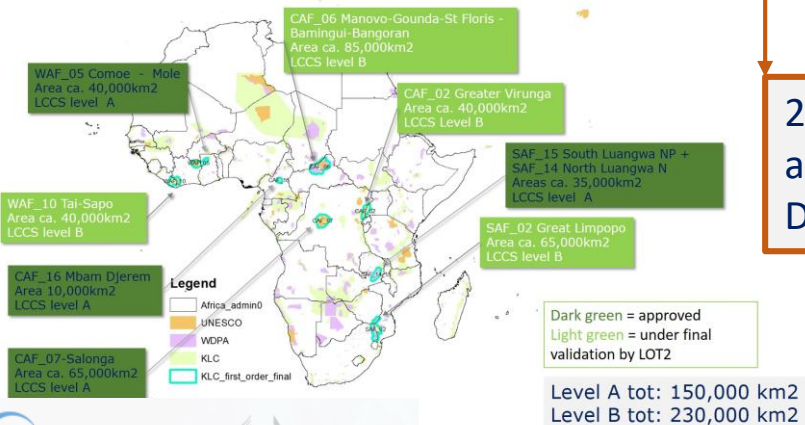 CAF_06 Manovo-Gounda-St Floris -
Bamingui-Bangoran
Area ca. 85,000km2
LCCS level B
WAF_05 Comoe - Mole
Area ca. 40,000km2
LCCS level A
CAF_02 Greater Virunga
Area ca. 40,000km2
LCCS Level B
SAF_15 South Luangwa NP +
SAF_14 North Luangwa N
Areas ca. 35,000km2
LCCS level A
WAF_10 Tai-Sapo
Area ca. 40,000km2
LCCS level B
SAF_02 Great Limpopo
Area ca. 65,000km2
LCCS level B
CAF_16 Mbam Djerem
Area 10,000km2
LCCS level A
CAF_07-Salonga
Area ca. 65,000km2
LCCS level A
Legend
Africa_admin0
UNESCO
WDPA
KLC
KLC_first_order_final
Dark green = approved
Light green = under final
validation by LOT2
Level A tot: 150,000 km2
Level B tot: 230,000 km2
2
a
D